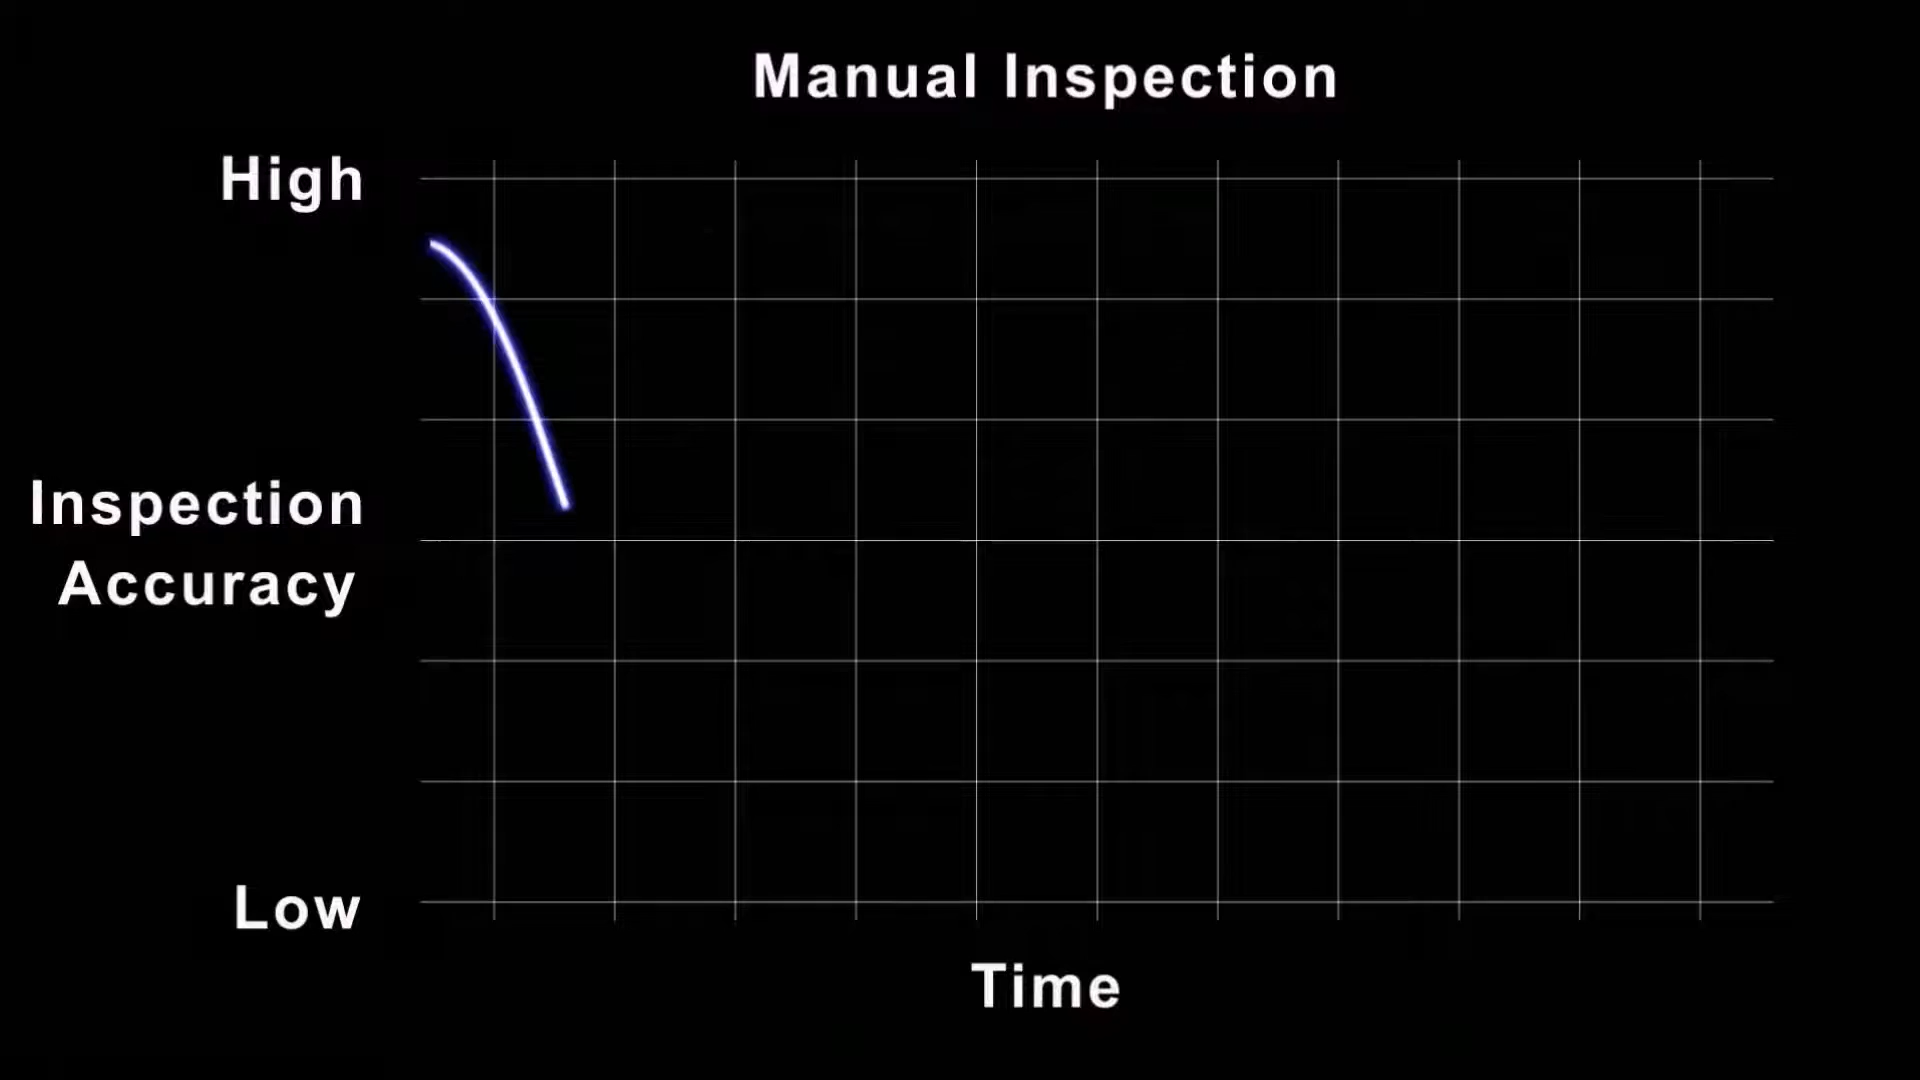 Manual Inspection
High
Inspection
Accuracy
Low
Time